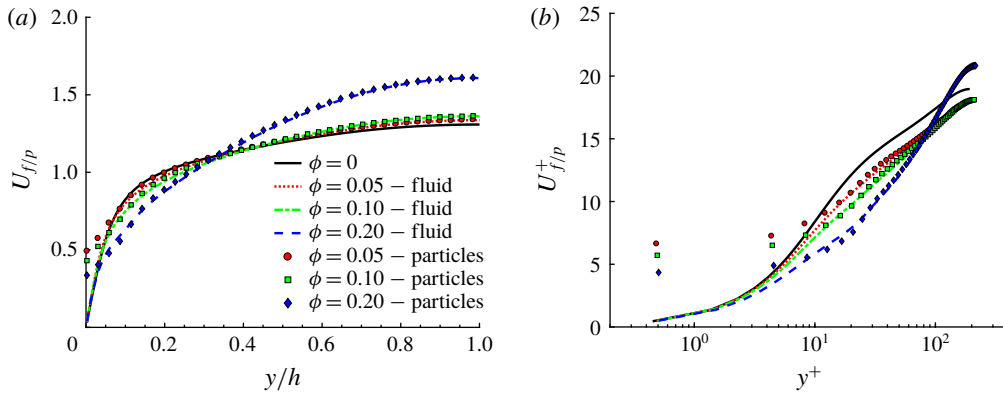 (a)
2.0
1.5
1.0
0.5
0
0.2
0.4
0.6
0.8
1.0
U_{f/p}
y/h
ϕ = 0
ϕ = 0.05 – fluid
ϕ = 0.10 – fluid
ϕ = 0.20 – fluid
ϕ = 0.05 – particles
ϕ = 0.10 – particles
ϕ = 0.20 – particles
(b)
25
20
15
10
5
0
10^0
10^1
10^2
U^+_{f/p}
y^+